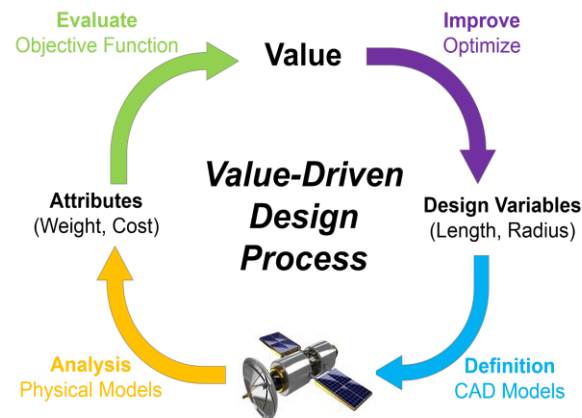 Evaluate
Objective Function
Value
Improve
Optimize
Attributes
(Weight, Cost)
Value-Driven
Design
Process
Design Variables
(Length, Radius)
Analysis
Physical Models
Definition
CAD Models